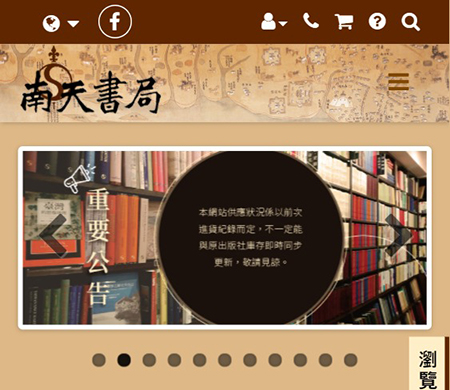 南天書局
重要公告
本網站供應狀況係以前次
進貨紀錄而定，不一定能
與原出版社庫存即時同步
更新，敬請見諒。
瀏覽